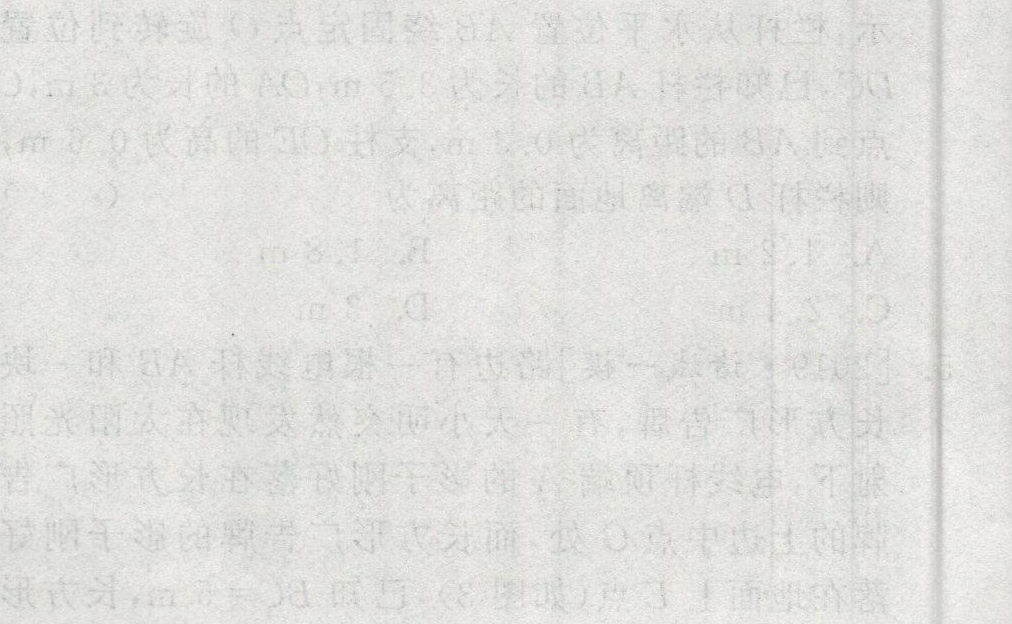 示,栏杆从水平位置 AB 绕固定点 O 旋转到位置
DC,已知栏杆 AB 的长为 3.5 m,OA 的长为 3 m,C
点到 AB 的距离为 0.3 m,支柱 OE 的高为 0.6 m,
则栏杆 D 端离地面的距离为 (
A. 1.2 m B. 1.8 m
C. 2.4 m D. 3 m
5. [2019· 一模]路边有一根电线杆 AB 和一块
长方形广告牌,有一天小明突然发现在太阳光照
射下,电线杆顶端 A 的影子刚好落在长方形广告
牌的上边中点 G 处,而长方形广告牌的影子刚好
落在地面上 E 点(如图 3),已知 BC=5 m,长方形